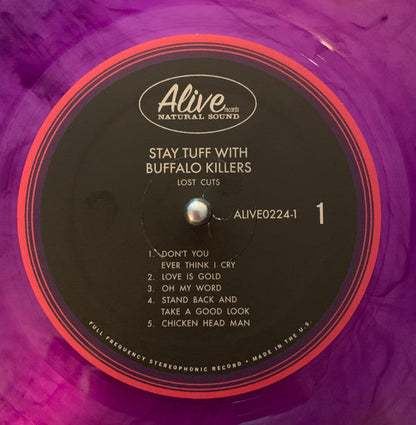 Alive records
NATURAL SOUND
STAY TUFF WITH
BUFFALO KILLERS
LOST CUTS
ALIVE0224-1 1
1. DON'T YOU
EVER THINK I CRY
2. LOVE IS GOLD
3. OH MY WORD
4. STAND BACK AND
TAKE A GOOD LOOK
5. CHICKEN HEAD MAN
FULL FREQUENCY STEREOPHONIC RECORD • MADE IN THE U.S.